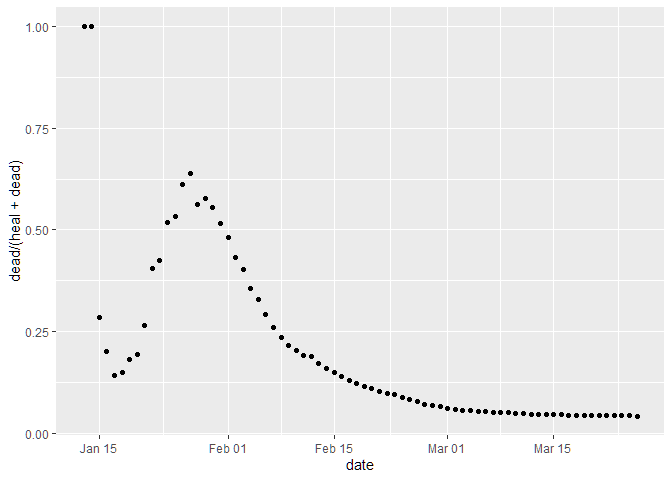 1.00
0.75
0.50
0.25
0.00
dead/(heal + dead)
Jan 15
Feb 01
Feb 15
Mar 01
Mar 15
date